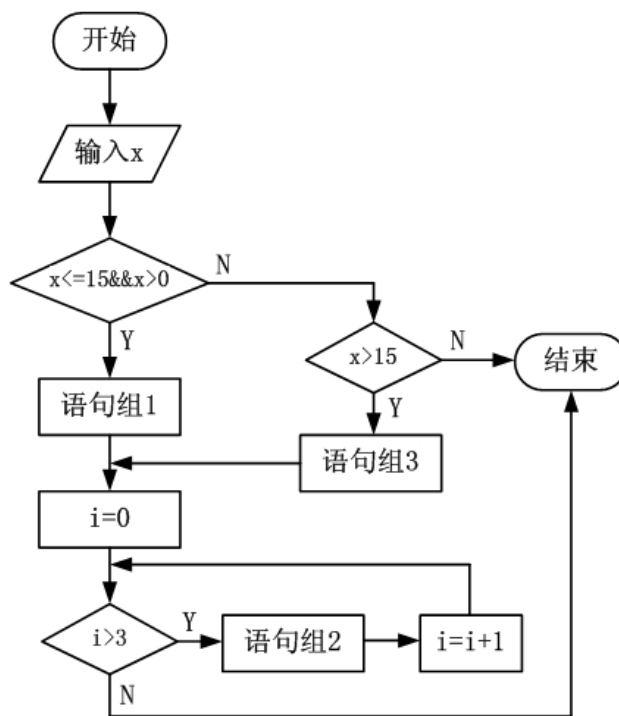 开始
输入x
x<=15&&x>0
N
Y
x>15
N
结束
Y
语句组1
语句组3
i=0
i>3
Y
语句组2
i=i+1
N